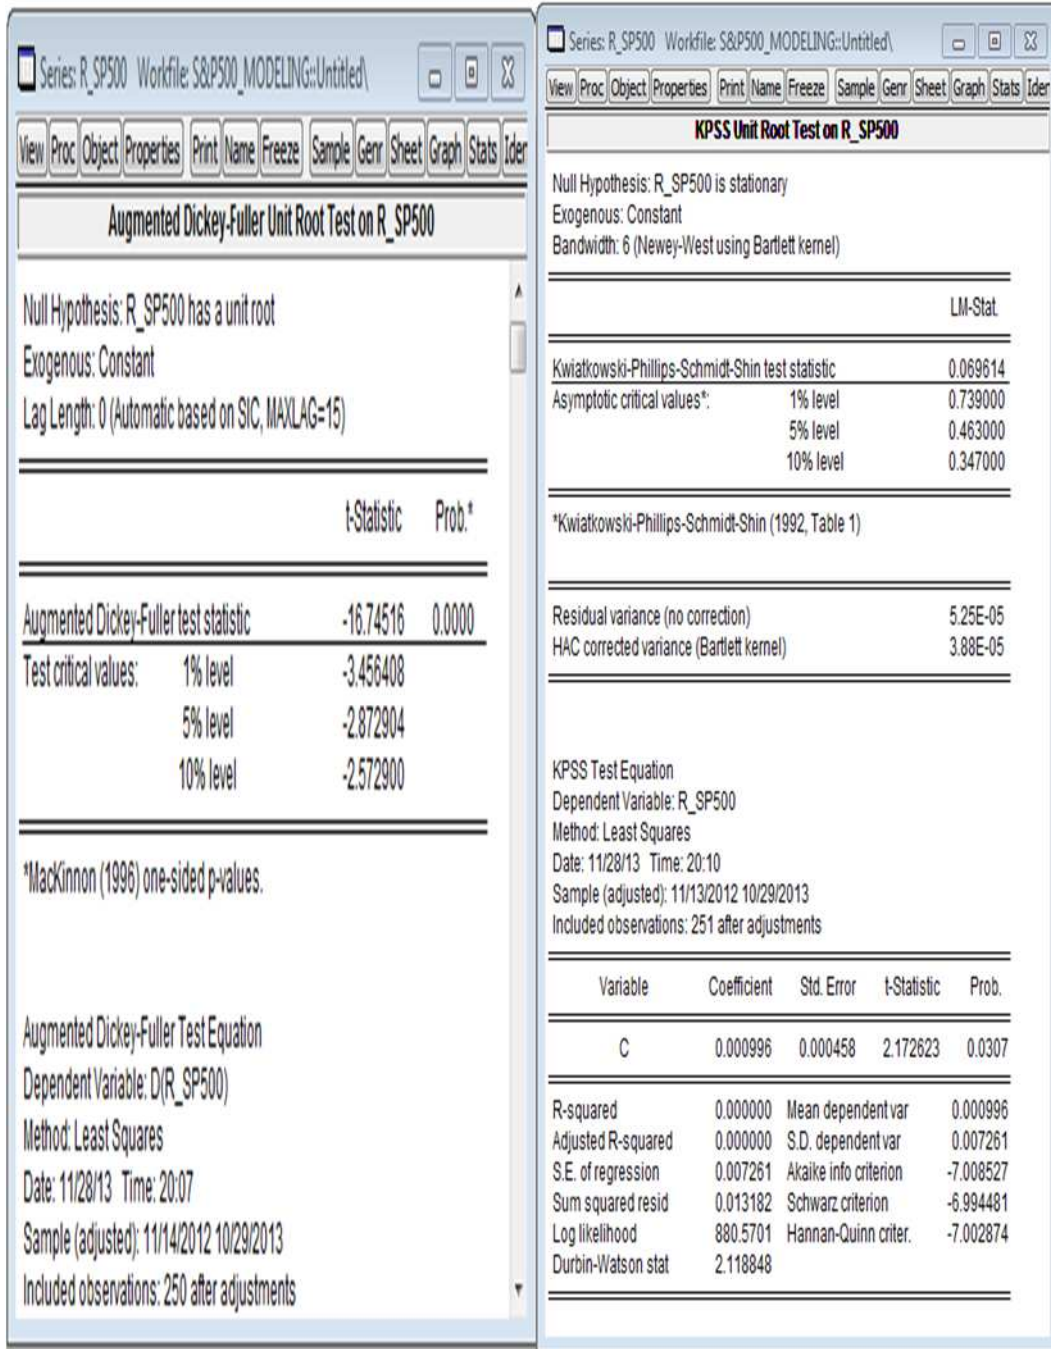 Series: R_SP500 Workfile: S&P500_MODELING::Untitled\
View Proc Object Properties Print Name Freeze Sample Genr Sheet Graph Stats Iden
Augmented Dickey-Fuller Unit Root Test on R_SP500
Null Hypothesis: R_SP500 has a unit root
Exogenous: Constant
Lag Length: 0 (Automatic based on SIC, MAXLAG=15)
t-Statistic Prob.*
Augmented Dickey-Fuller test statistic -16.74516 0.0000
Test critical values: 1% level -3.456408
5% level -2.872904
10% level -2.572900
*MacKinnon (1996) one-sided p-values.
Augmented Dickey-Fuller Test Equation
Dependent Variable: D(R_SP500)
Method: Least Squares
Date: 11/28/13 Time: 20:07
Sample (adjusted): 11/14/2012 10/29/2013
Included observations: 250 after adjustments
Series: R_SP500 Workfile: S&P500_MODELING::Untitled\
View Proc Object Properties Print Name Freeze Sample Genr Sheet Graph Stats Iden
KPSS Unit Root Test on R_SP500
Null Hypothesis: R_SP500 is stationary
Exogenous: Constant
Bandwidth: 6 (Newey-West using Bartlett kernel)
LM-Stat.
Kwiatkowski-Phillips-Schmidt-Shin test statistic 0.069614
Asymptotic critical values*: 1% level 0.739000
5% level 0.463000
10% level 0.347000
*Kwiatkowski-Phillips-Schmidt-Shin (1992, Table 1)
Residual variance (no correction) 5.25E-05
HAC corrected variance (Bartlett kernel) 3.88E-05
KPSS Test Equation
Dependent Variable: R_SP500
Method: Least Squares
Date: 11/28/13 Time: 20:10
Sample (adjusted): 11/13/2012 10/29/2013
Included observations: 251 after adjustments
Variable Coefficient Std. Error t-Statistic Prob.
C 0.000996 0.000458 2.172623 0.0307
R-squared 0.000000 Mean dependent var 0.000996
Adjusted R-squared 0.000000 S.D. dependent var 0.007261
S.E. of regression 0.007261 Akaike info criterion -7.008527
Sum squared resid 0.013182 Schwarz criterion -6.994481
Log likelihood 880.5701 Hannan-Quinn criter. -7.002874
Durbin-Watson stat 2.118848